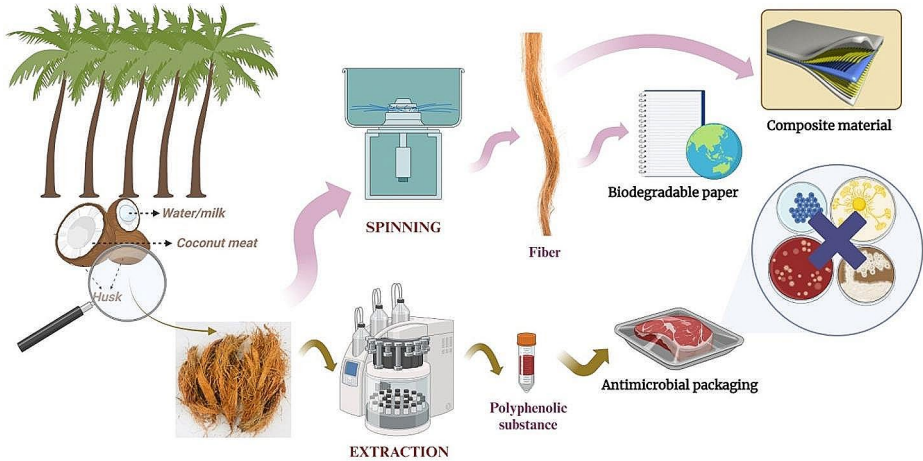 Water/milk
Coconut meat
Husk
SPINNING
Fiber
Biodegradable paper
Composite material
EXTRACTION
Polyphenolic
substance
Antimicrobial packaging